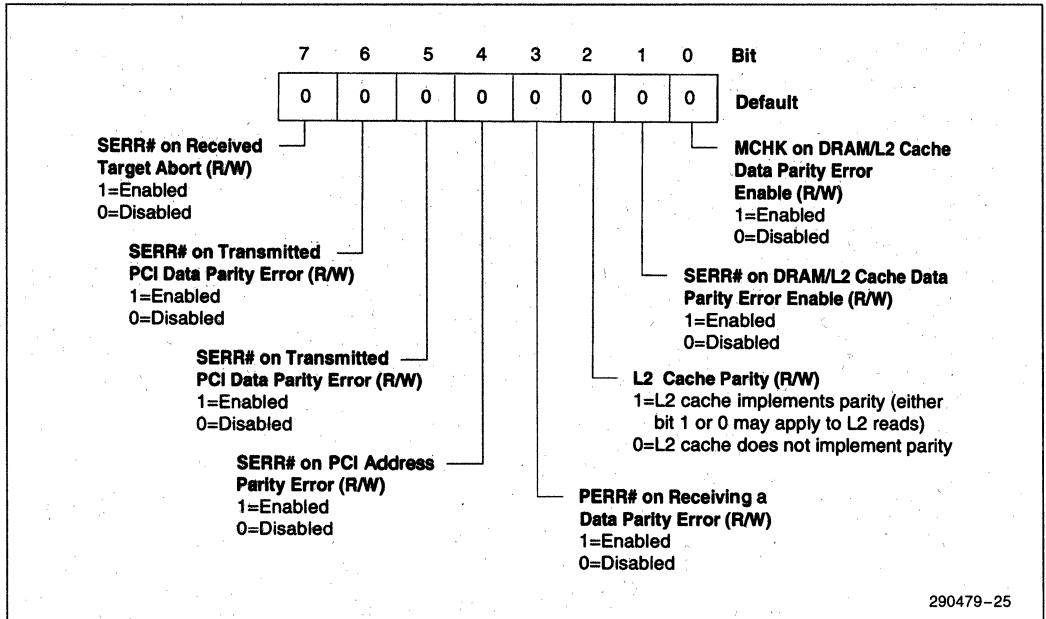 7 6 5 4 3 2 1 0 Bit
0 0 0 0 0 0 0 0 Default
SERR# on Received
Target Abort (R/W)
1=Enabled
0=Disabled
SERR# on Transmitted
PCI Data Parity Error (R/W)
1=Enabled
0=Disabled
SERR# on Transmitted
PCI Data Parity Error (R/W)
1=Enabled
0=Disabled
SERR# on PCI Address
Parity Error (R/W)
1=Enabled
0=Disabled
MCHK on DRAM/L2 Cache
Data Parity Error
Enable (R/W)
1=Enabled
0=Disabled
SERR# on DRAM/L2 Cache Data
Parity Error Enable (R/W)
1=Enabled
0=Disabled
L2 Cache Parity (R/W)
1=L2 cache implements parity (either
bit 1 or 0 may apply to L2 reads)
0=L2 cache does not implement parity
PERR# on Receiving a
Data Parity Error (R/W)
1=Enabled
0=Disabled
290479-25